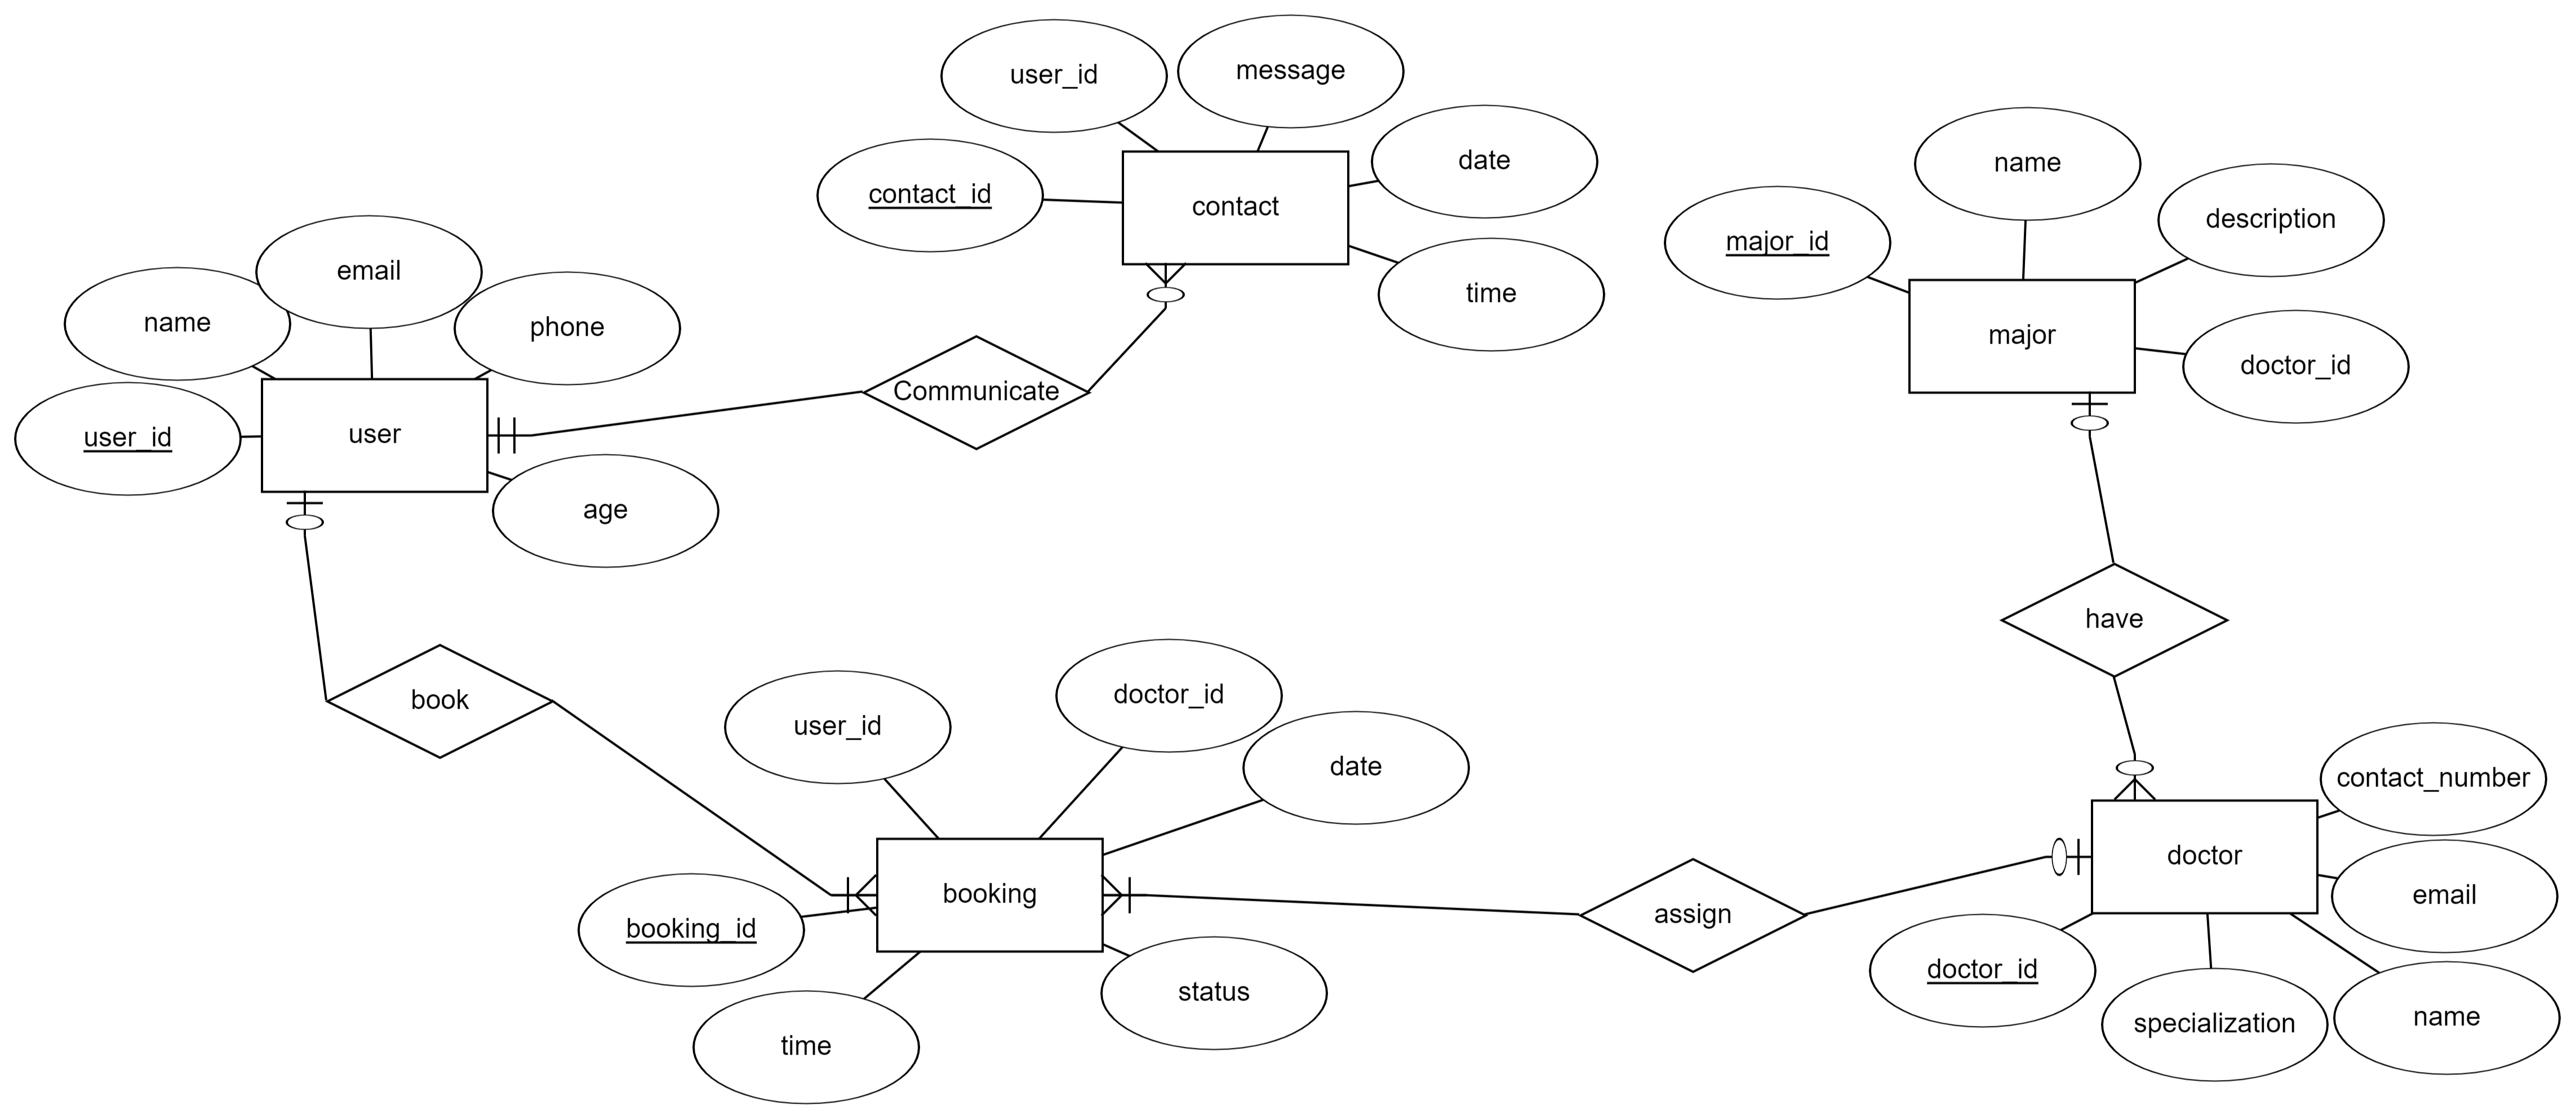 user_id
message
date
contact_id
contact
time
name
description
major_id
major
doctor_id
email
name
phone
user_id
user
age
Communicate
have
book
user_id
doctor_id
date
booking
booking_id
status
time
assign
contact_number
doctor
email
doctor_id
specialization
name